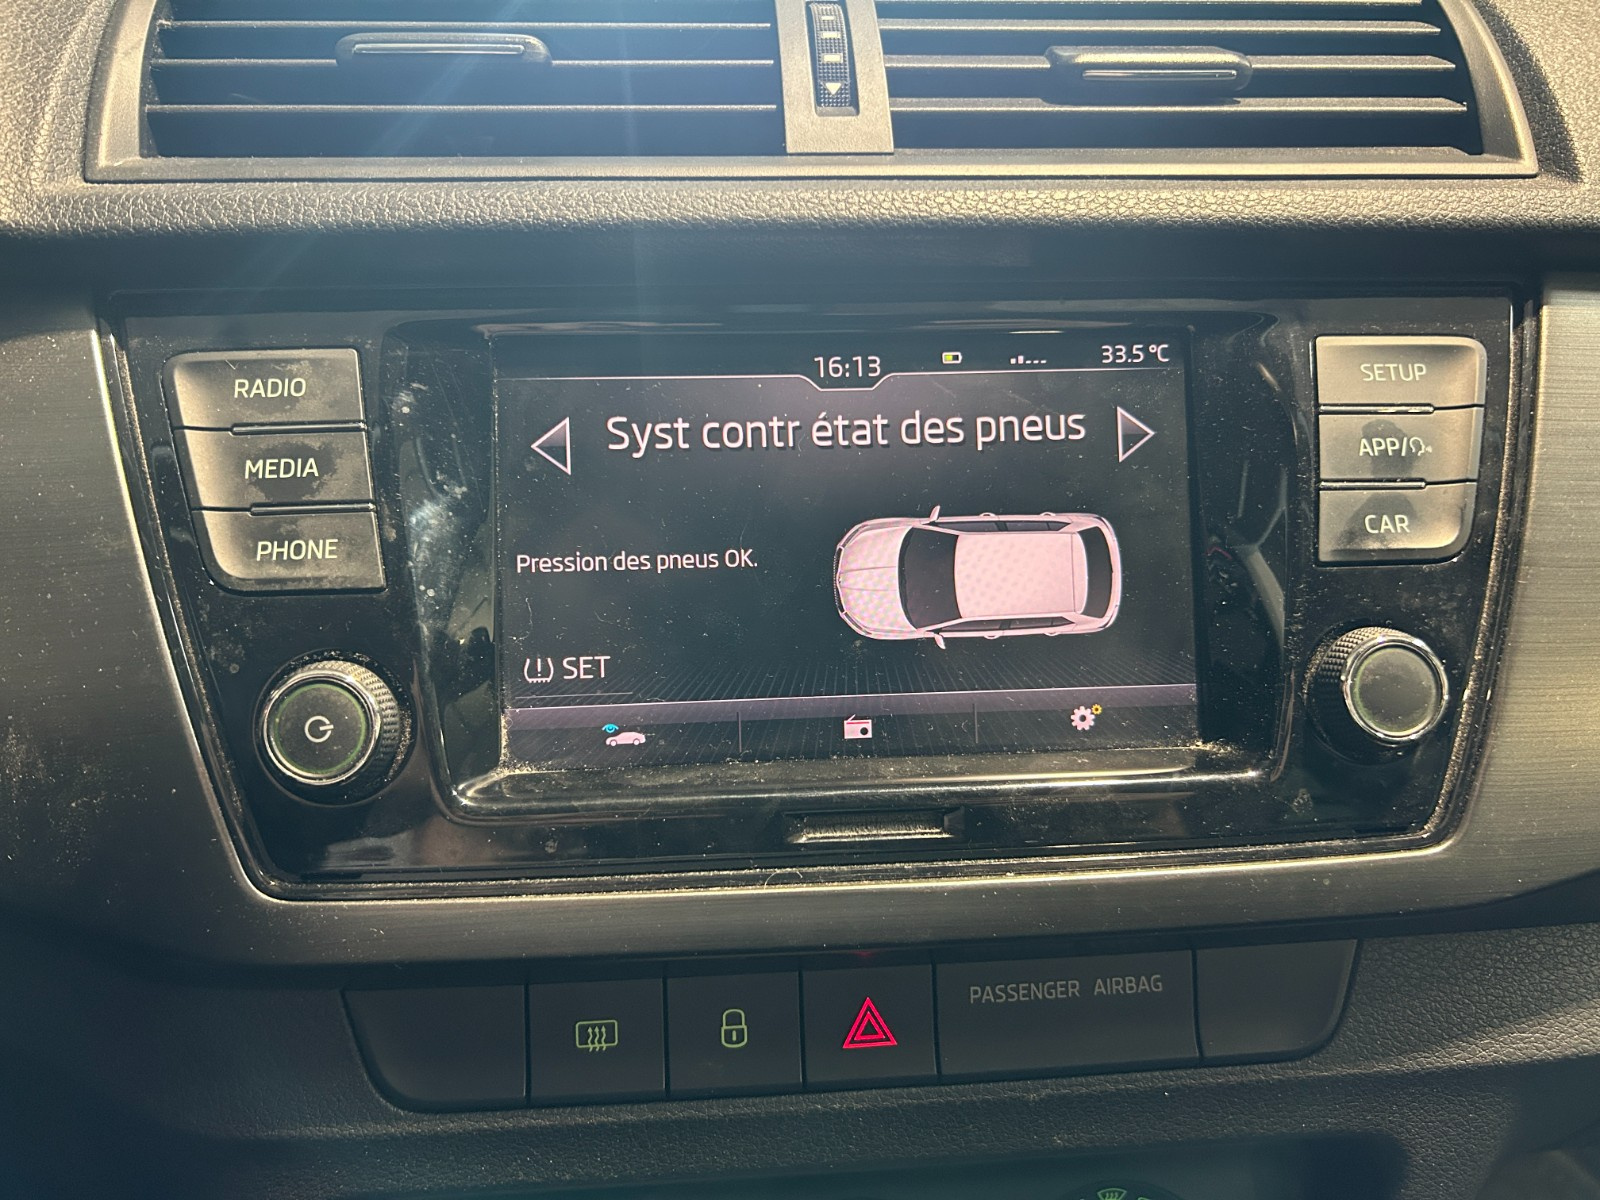 16:13
33.5 °C
RADIO
Syst contr état des pneus
SETUP
MEDIA
APP/
Pression des pneus OK.
CAR
PHONE
SET
PASSENGER AIRBAG